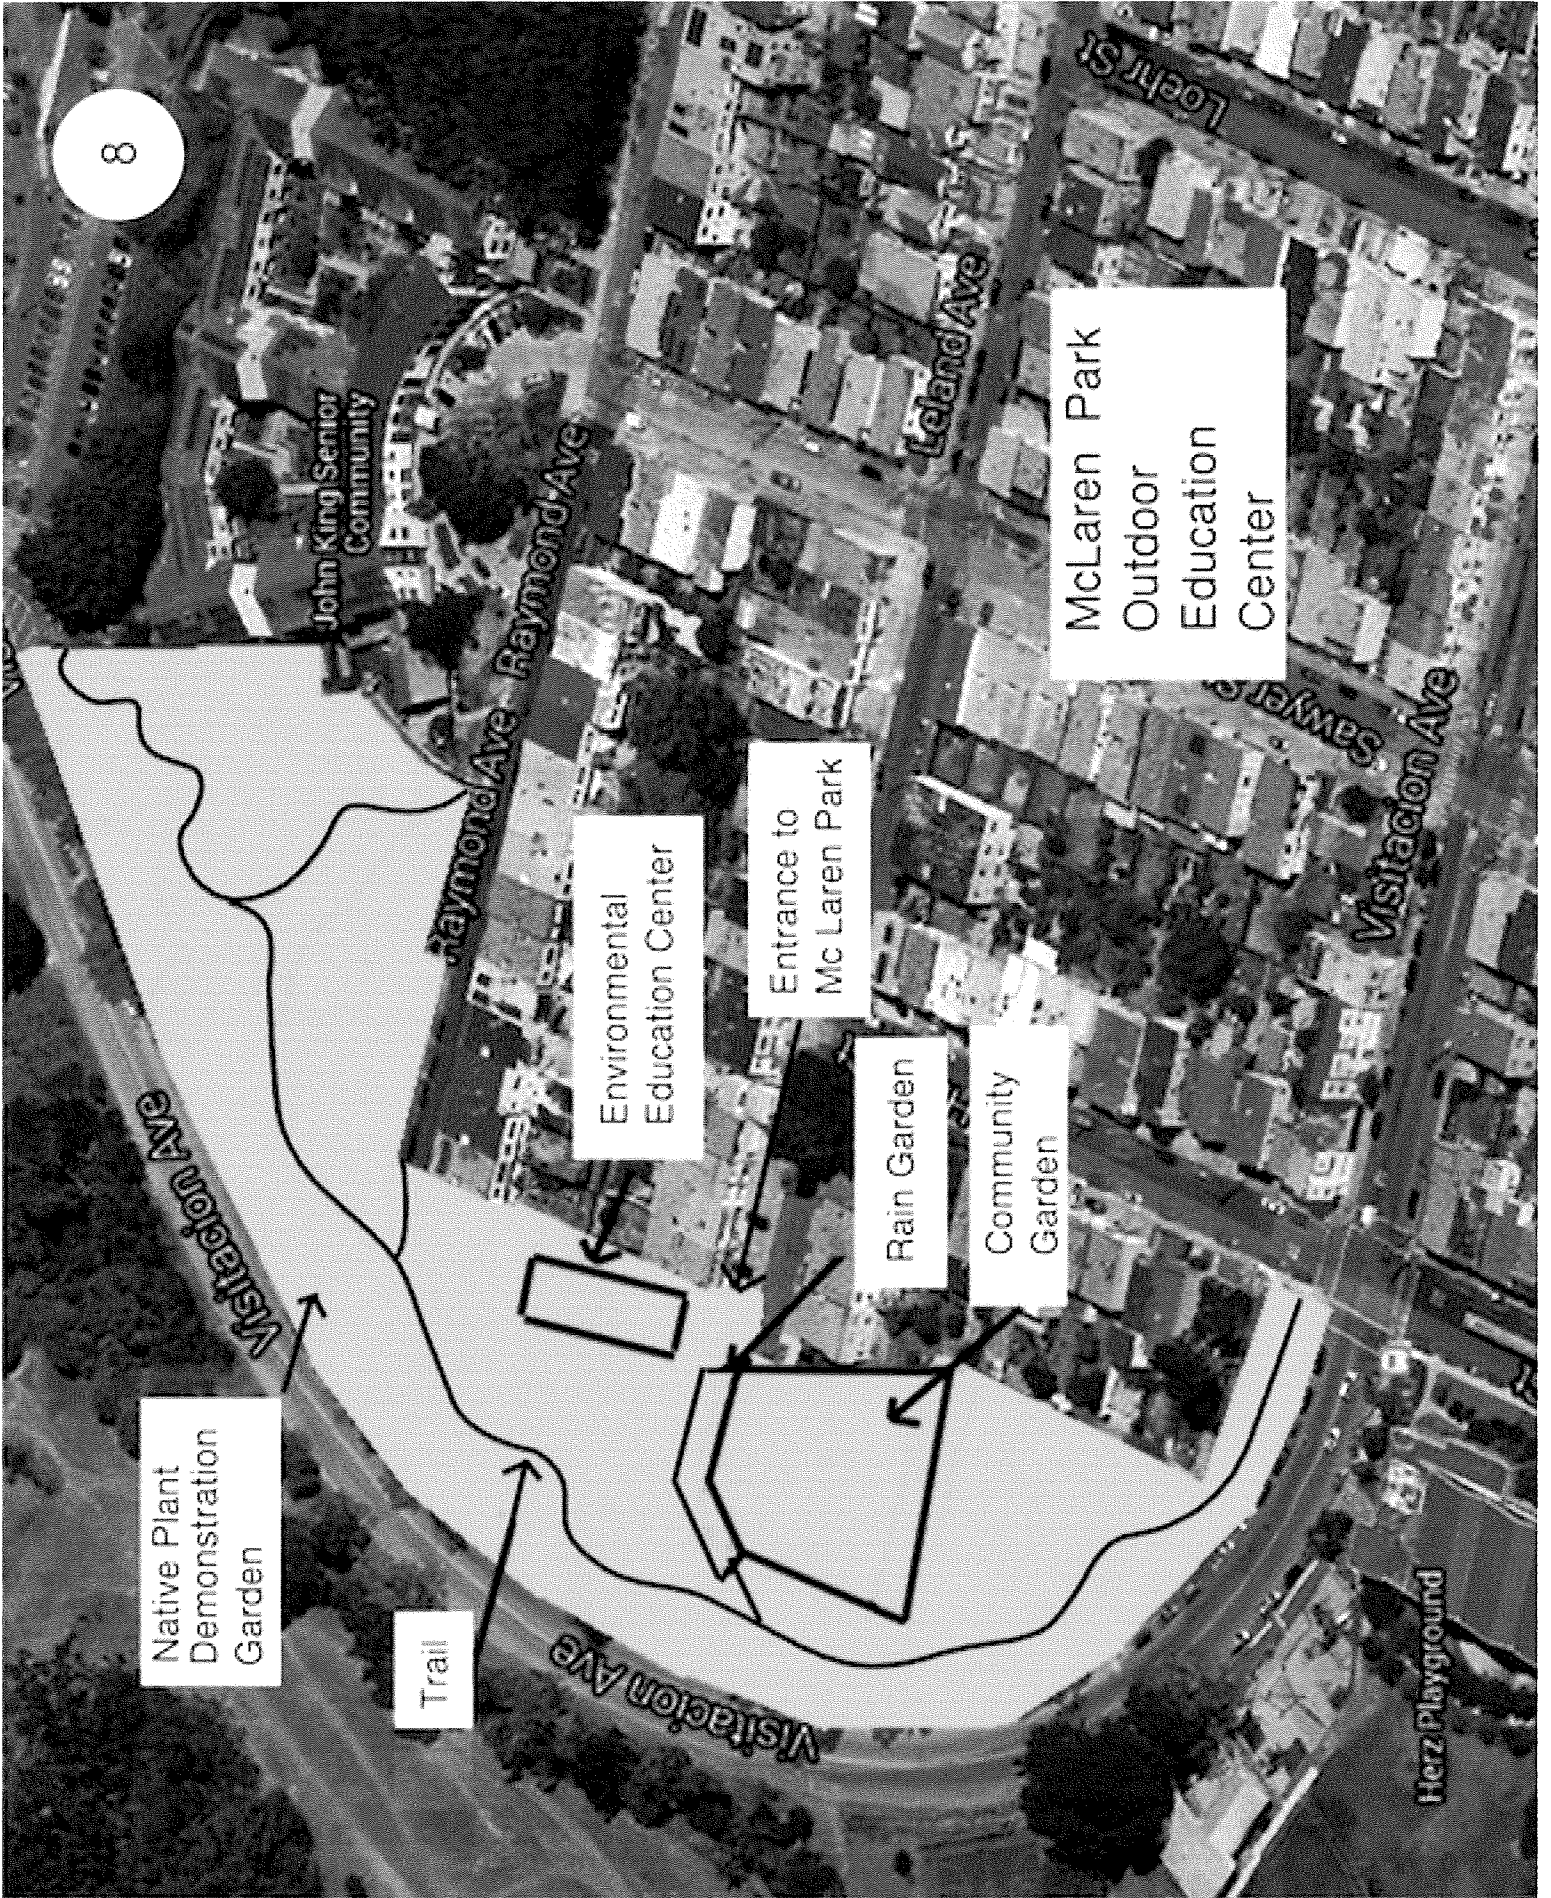 8
Native Plant
Demonstration
Garden
Trail
Visitacion Ave
Visitacion Ave
John King Senior
Community
Raymond Ave
Raymond Ave
Environmental
Education Center
Entrance to
Mc Laren Park
Rain Garden
Community
Garden
Leland Ave
Loehr St
McLaren Park
Outdoor
Education
Center
Visitacion Ave
Herz Playground
Sawyer